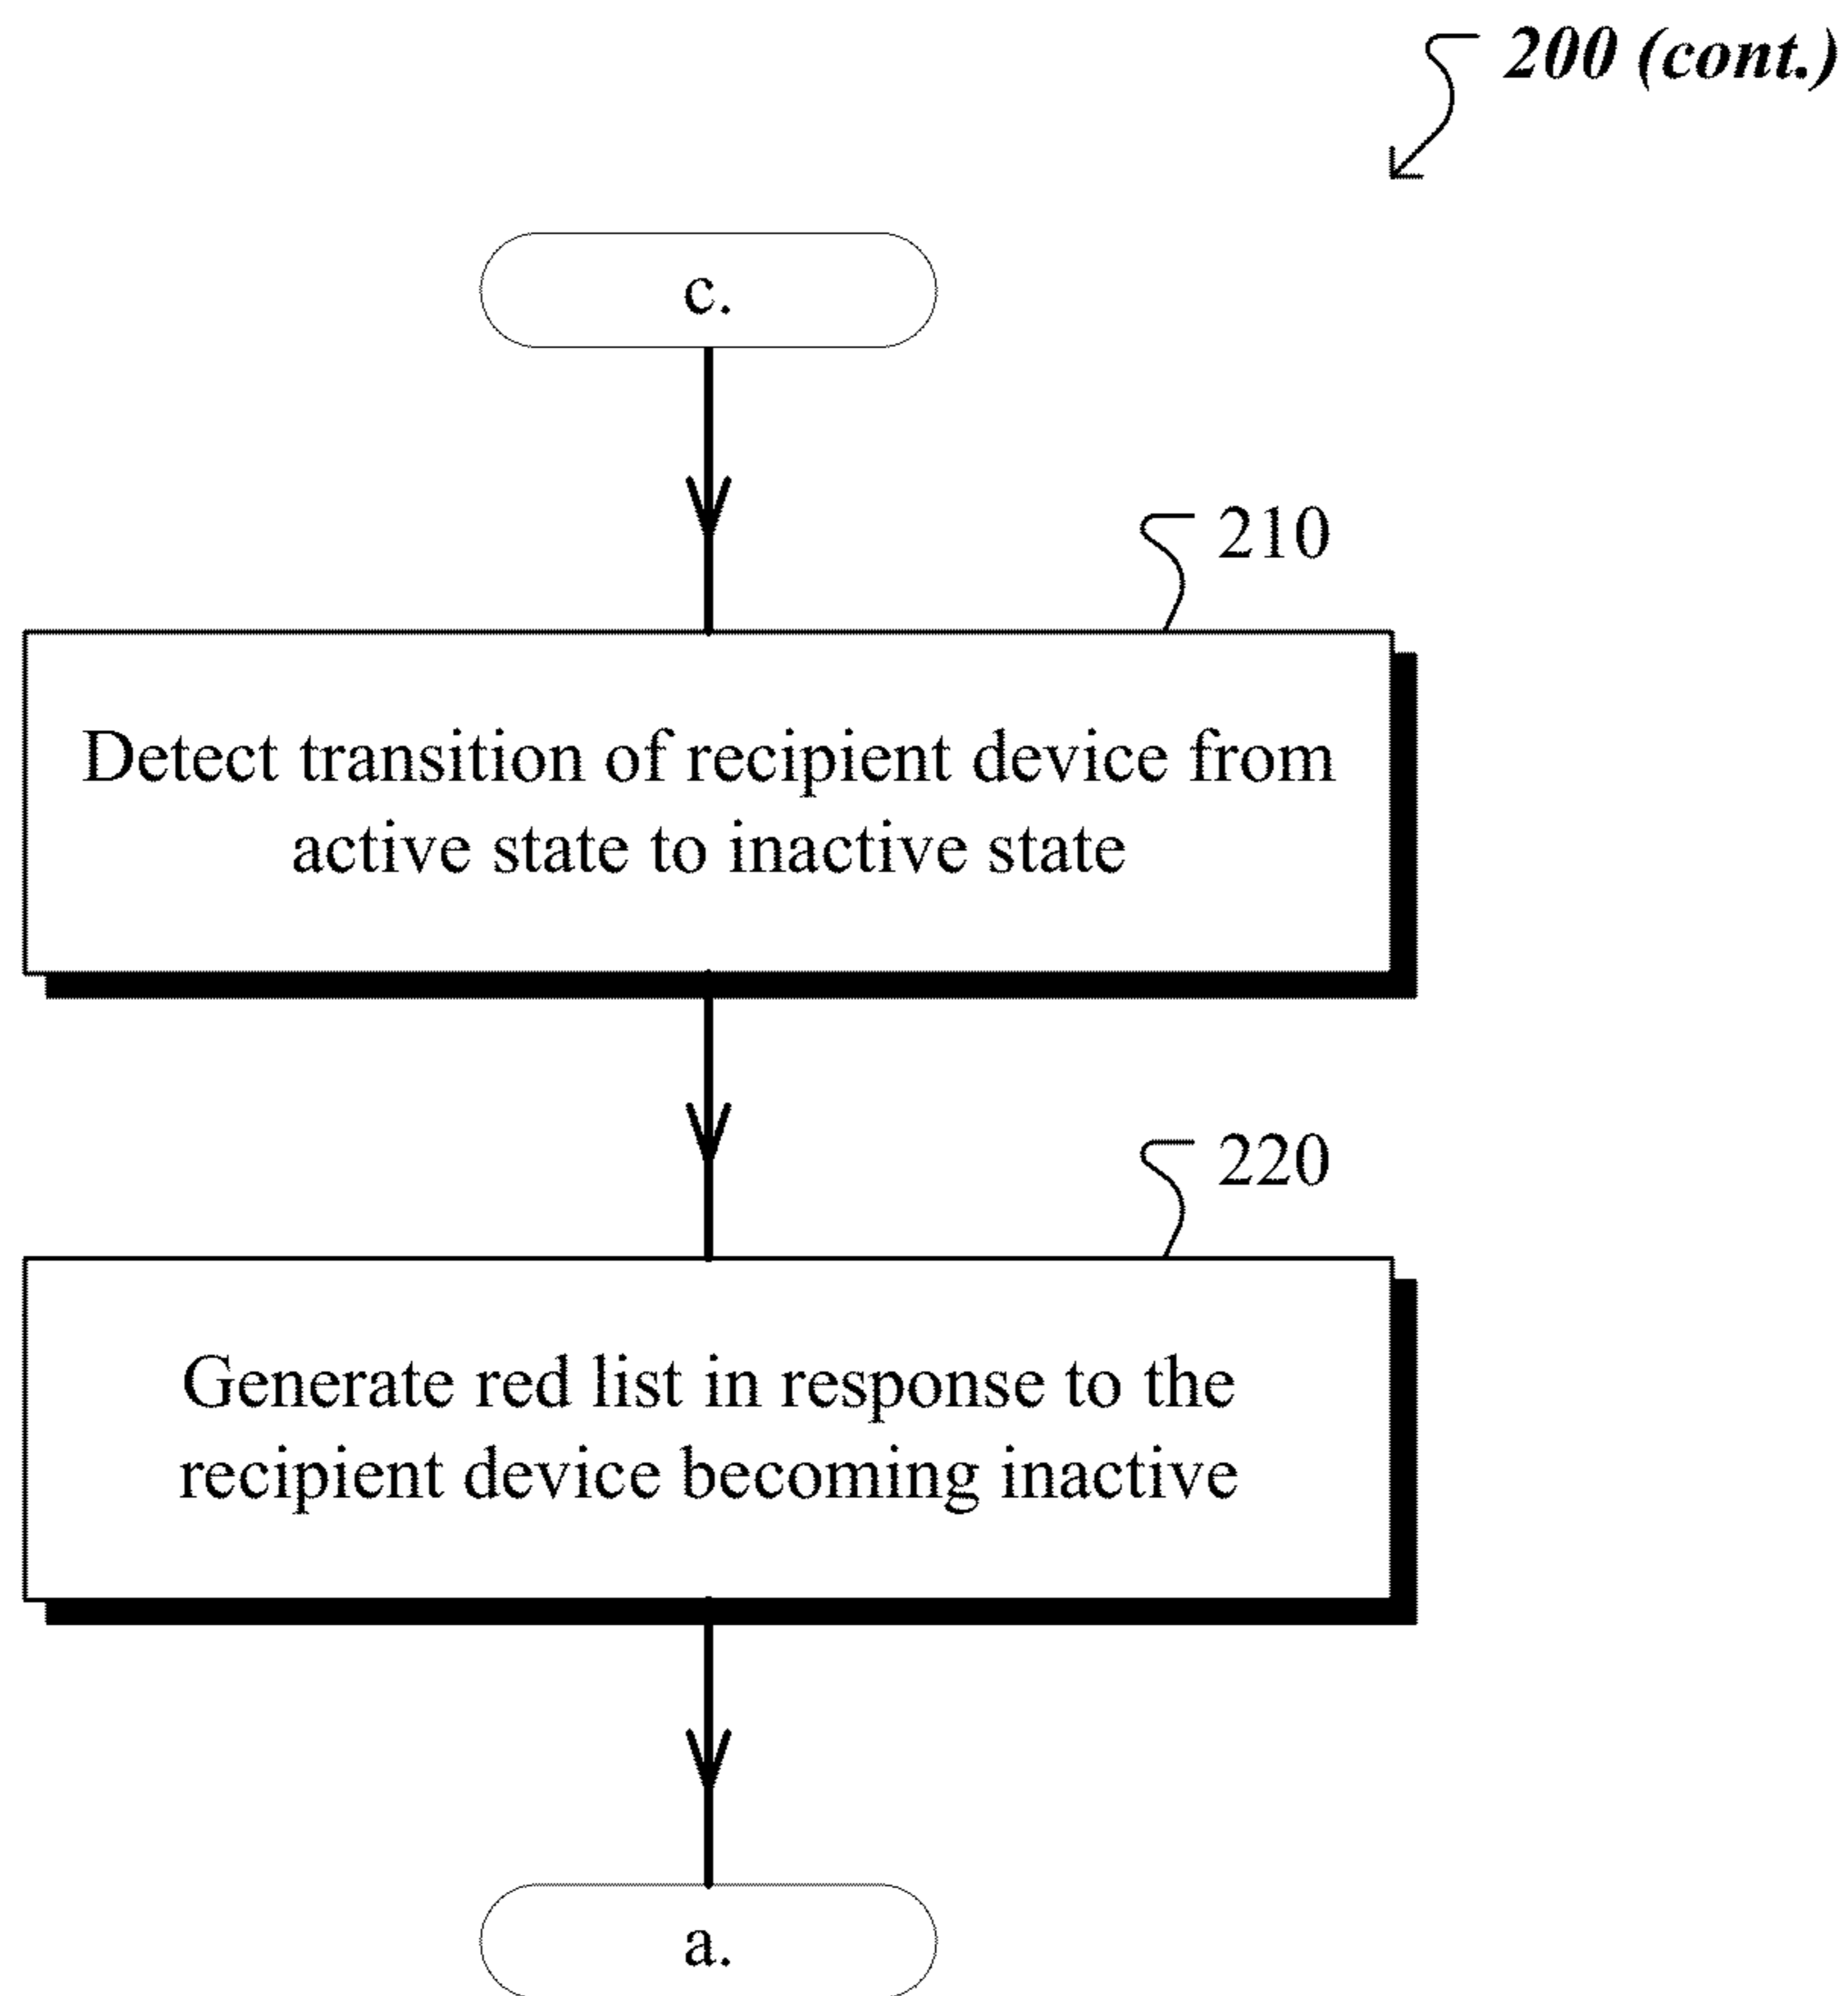 200 (cont.)
c.
210
Detect transition of recipient device from
active state to inactive state
220
Generate red list in response to the
recipient device becoming inactive
a.